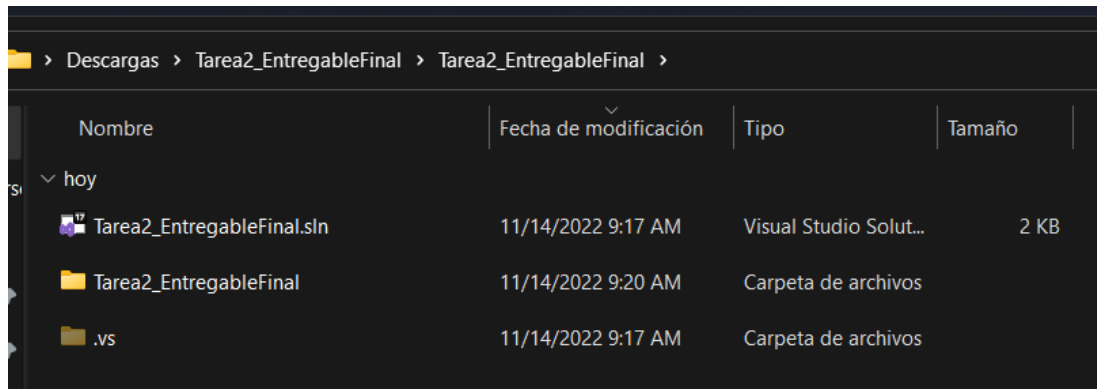 > Descargas > Tarea2_EntregableFinal > Tarea2_EntregableFinal >
Nombre Fecha de modificación Tipo Tamaño
hoy
Tarea2_EntregableFinal.sln 11/14/2022 9:17 AM Visual Studio Solut... 2 KB
Tarea2_EntregableFinal 11/14/2022 9:20 AM Carpeta de archivos
.vs 11/14/2022 9:17 AM Carpeta de archivos